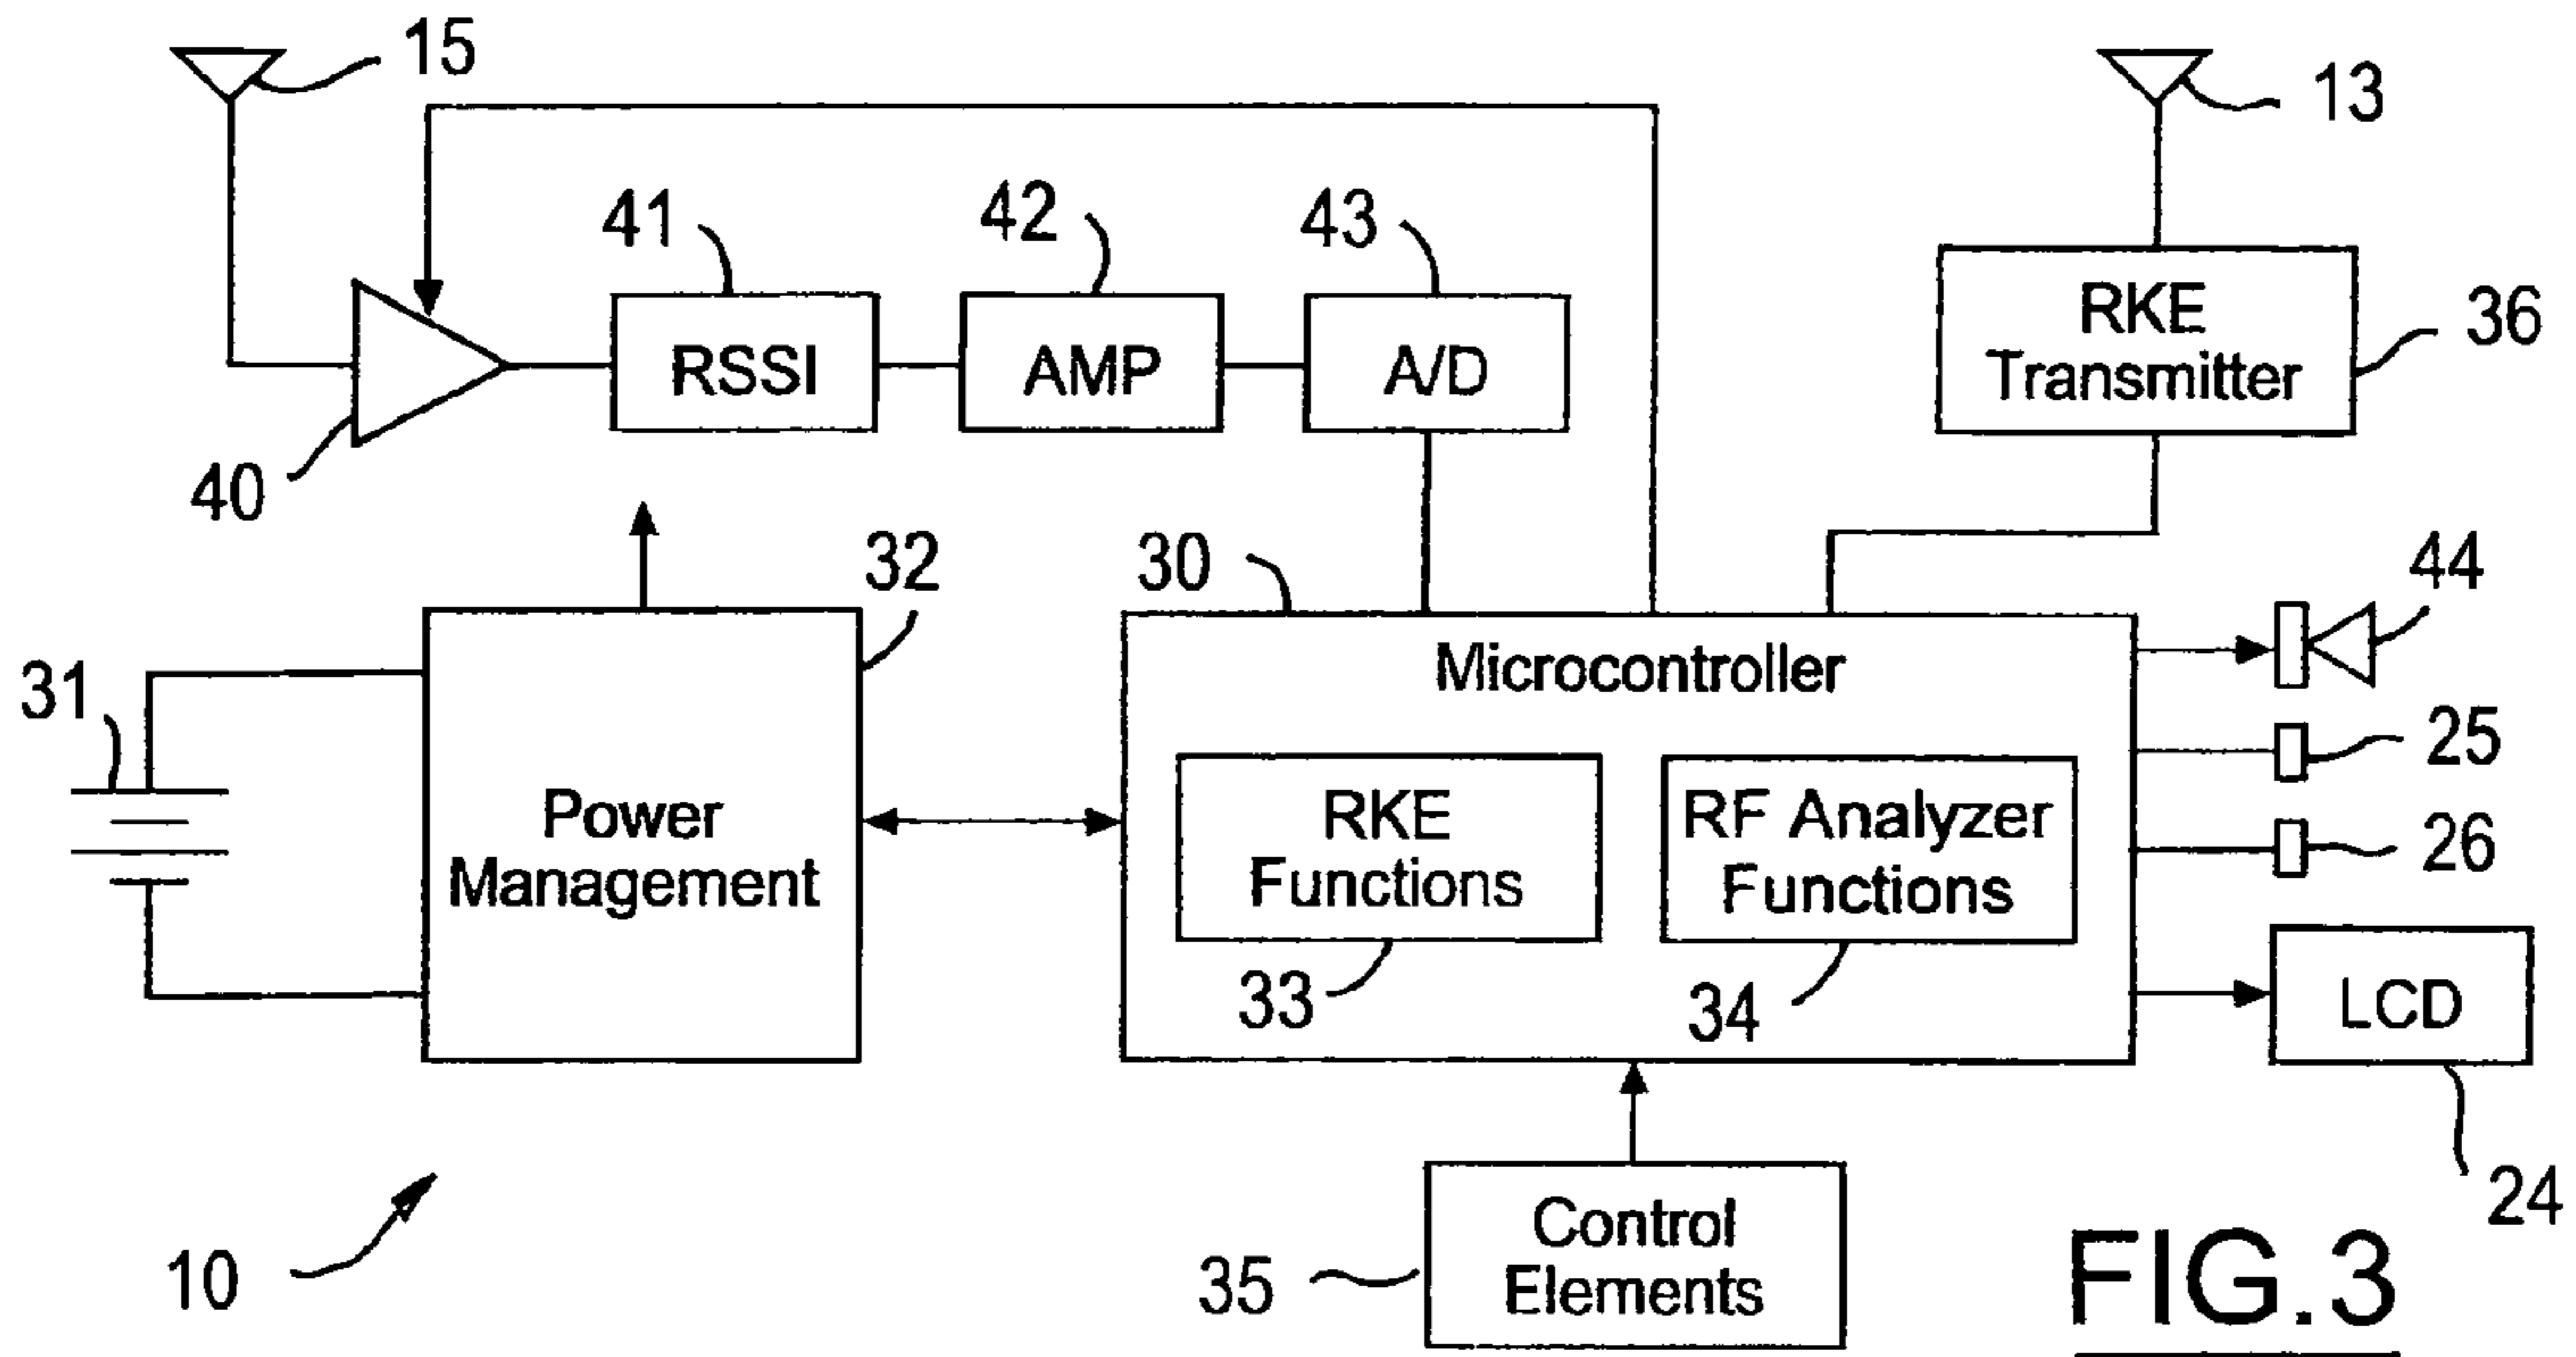 15
13
41
42
43
RSSI
AMP
A/D
RKE
Transmitter
36
40
32
30
44
31
Microcontroller
25
Power
Management
RKE
Functions
RF Analyzer
Functions
26
33
34
LCD
24
10
35
Control
Elements
FIG.3